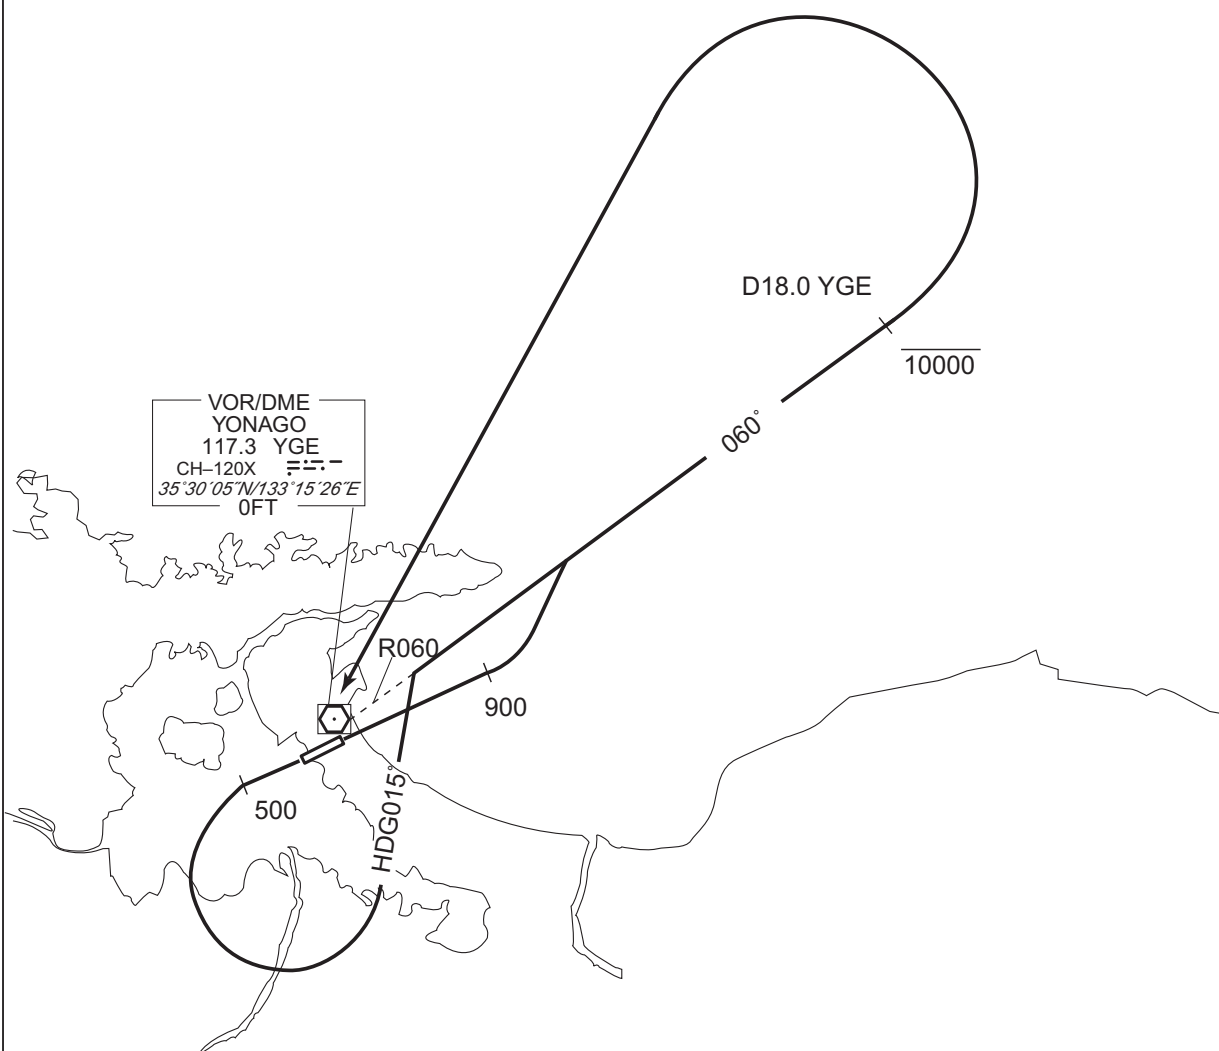 D18.0 YGE
10000
060°
VOR/DME
YONAGO
117.3 YGE
CH–120X
35°30´05˝N/133°15´26˝E
0FT
R060
900
500
HDG015°